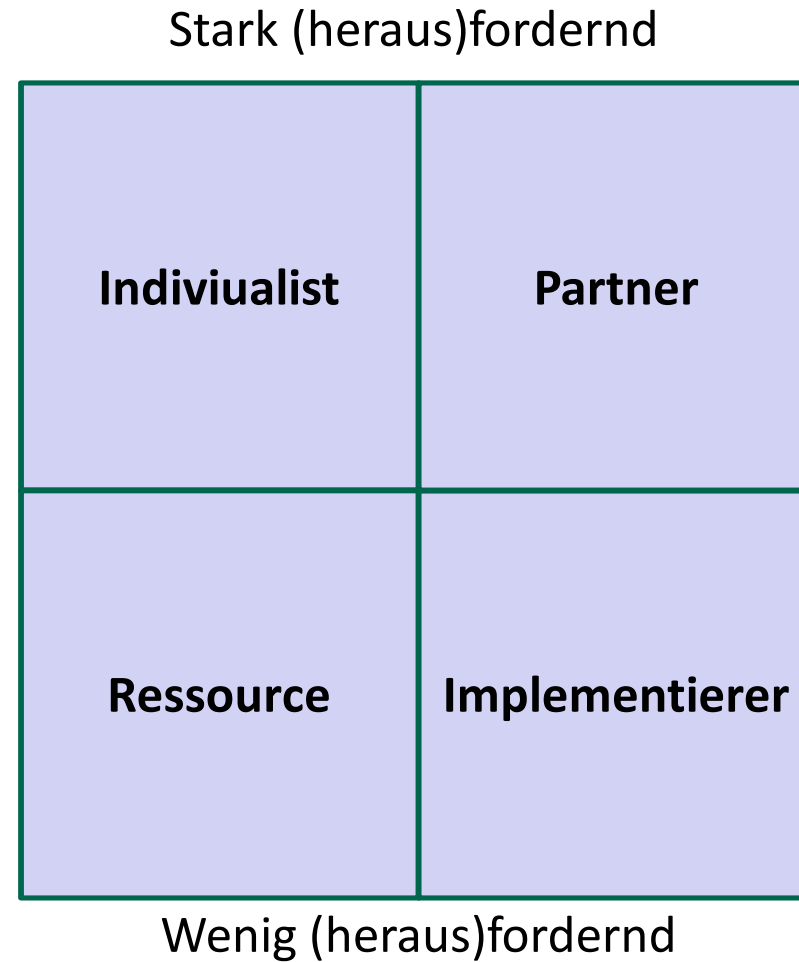 Stark (heraus)fordernd
Indiviualist
Partner
Ressource
Implementierer
Wenig (heraus)fordernd